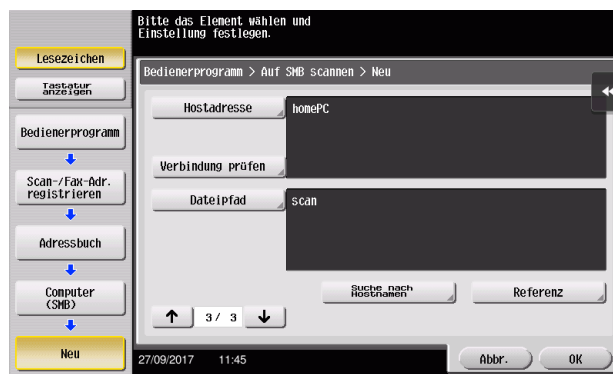 Bitte das Element wählen und
Einstellung festlegen.
Lesezeichen
Tastatur
anzeigen
Bedienerprogramm
Scan-/Fax-Adr.
registrieren
Adressbuch
Computer
(SMB)
Neu
Bedienerprogramm > Auf SMB scannen > Neu
Hostadresse
homePC
Verbindung prüfen
Dateipfad
scan
Suche nach
Hostnamen
Referenz
3/ 3
27/09/2017 11:45
Abbr.
OK